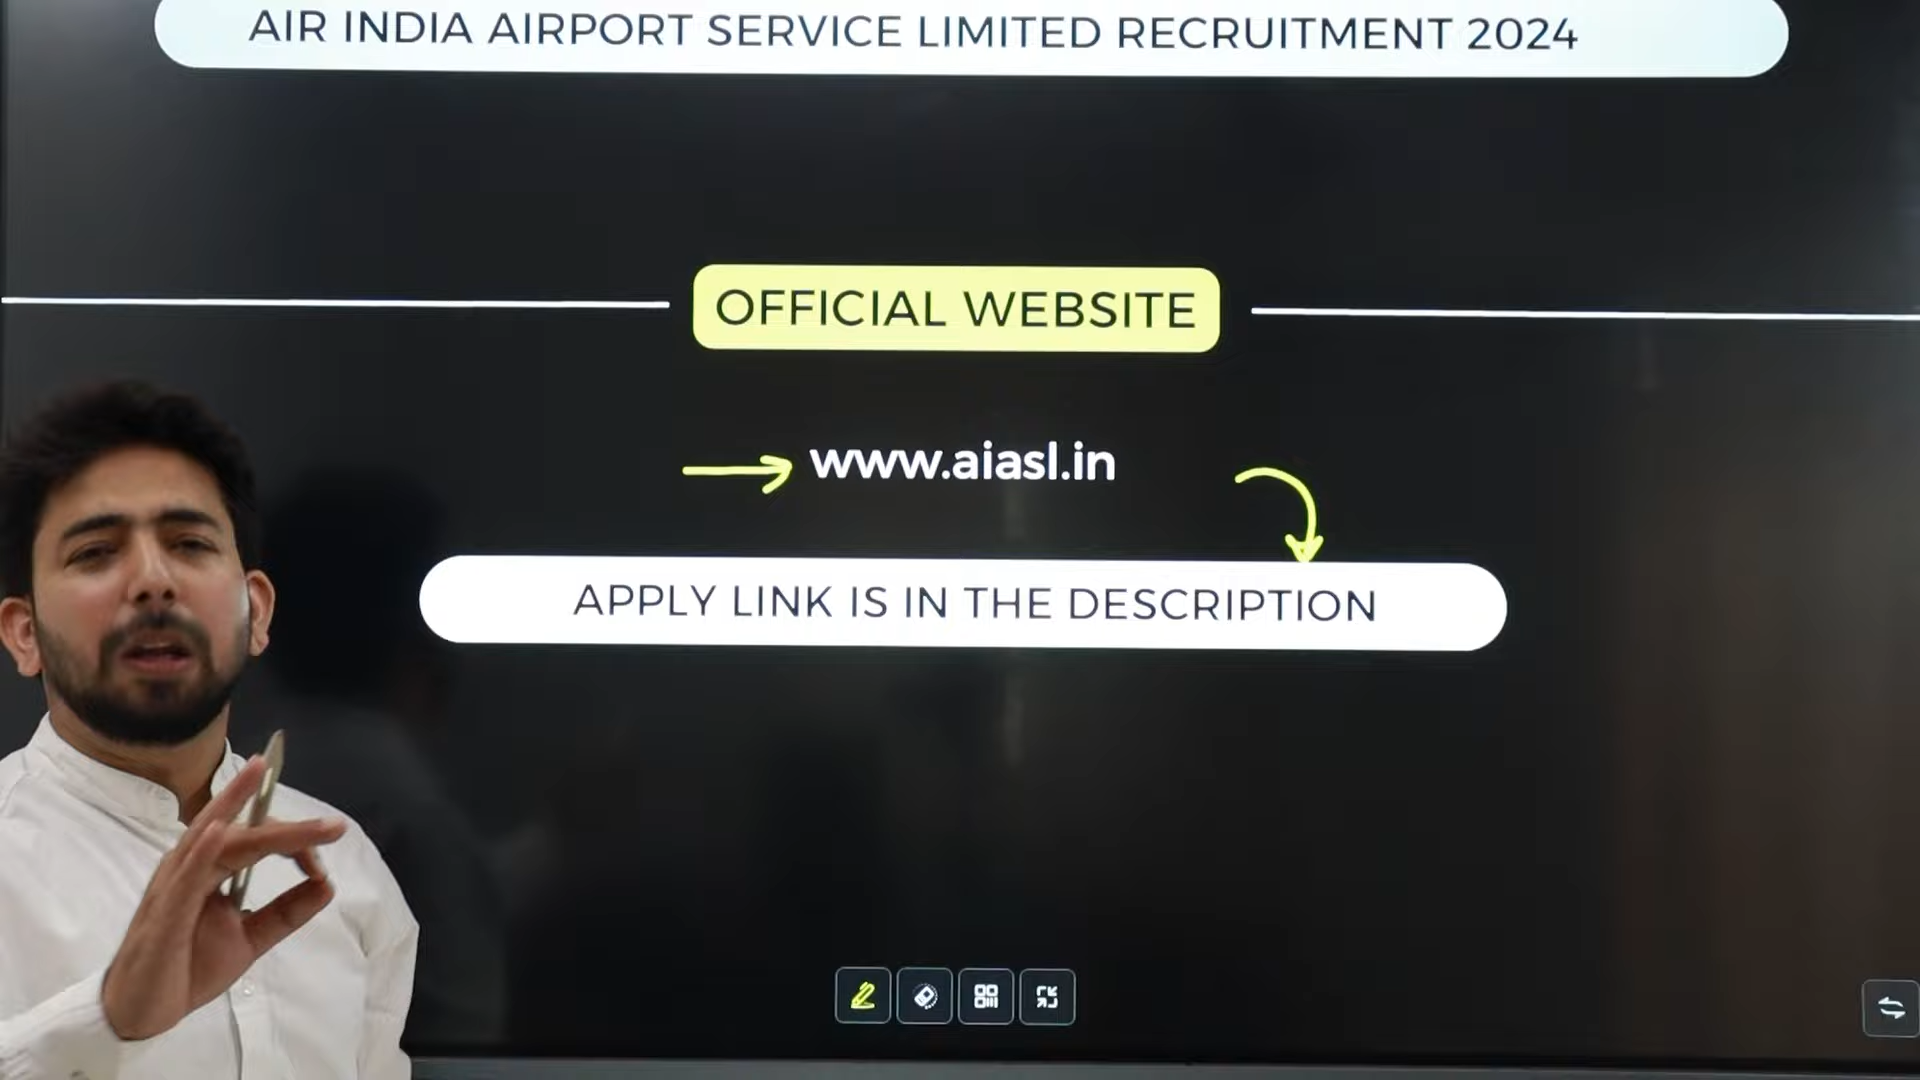 AIR INDIA AIRPORT SERVICE LIMITED RECRUITMENT 2024
OFFICIAL WEBSITE
www.aiasl.in
APPLY LINK IS IN THE DESCRIPTION